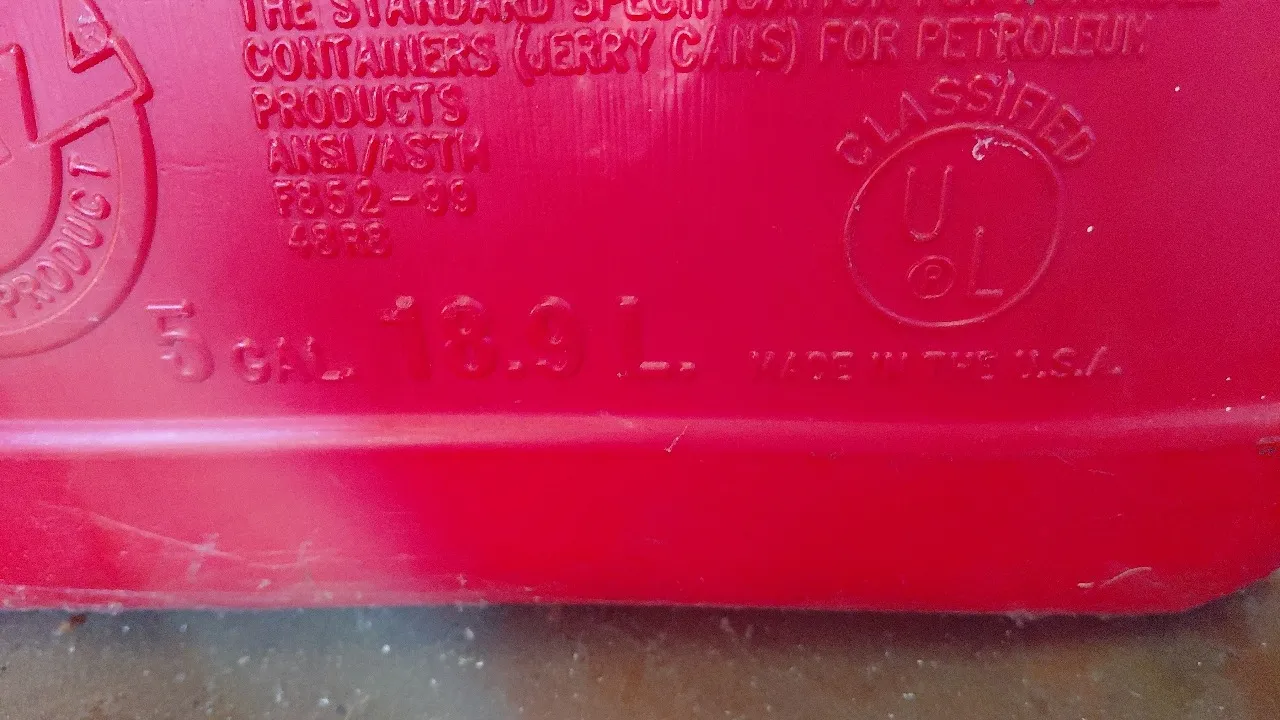 THE STANDARD SPECIFICATION FOR PORTABLE
CONTAINERS (JERRY CANS) FOR PETROLEUM
PRODUCTS
ANSI/ASTM
F852-99
48R8
CLASSIFIED
U
L
PRODUCT
5 GAL. 18.9 L.
MADE IN THE U.S.A.